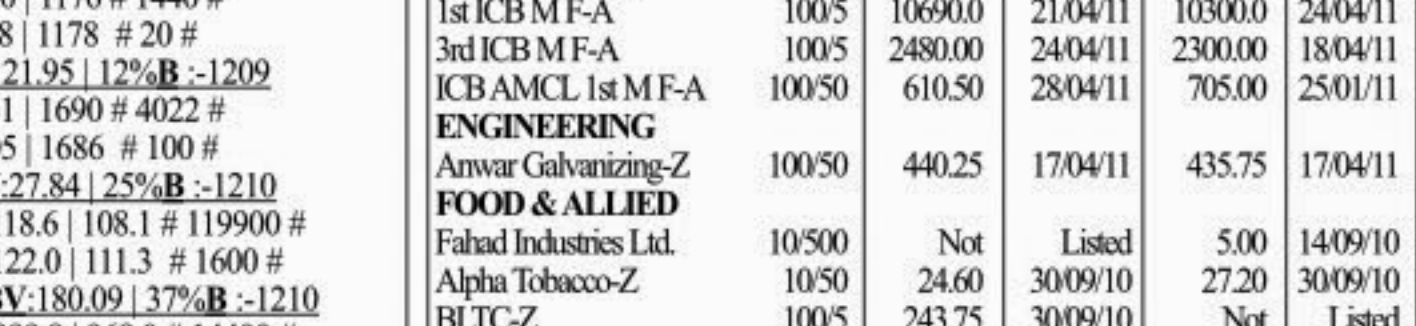 8 | 1178 # 20 #
21.95 | 12%B :-1209
1 | 1690 # 4022 #
5 | 1686 # 100 #
:27.84 | 25%B :-1210
18.6 | 108.1 # 119900 #
22.0 | 111.3 # 1600 #
V:180.09 | 37%B :-1210
1st ICB M F-A 100/5 10690.0 21/04/11 10300.0 24/04/11
3rd ICB M F-A 100/5 2480.00 24/04/11 2300.00 18/04/11
ICB AMCL 1st M F-A 100/50 610.50 28/04/11 705.00 25/01/11
ENGINEERING
Anwar Galvanizing-Z 100/50 440.25 17/04/11 435.75 17/04/11
FOOD & ALLIED
Fahad Industries Ltd. 10/500 Not Listed 5.00 14/09/10
Alpha Tobacco-Z 10/50 24.60 30/09/10 27.20 30/09/10
BLTC-Z 100/5 243.75 30/09/10 Not Listed